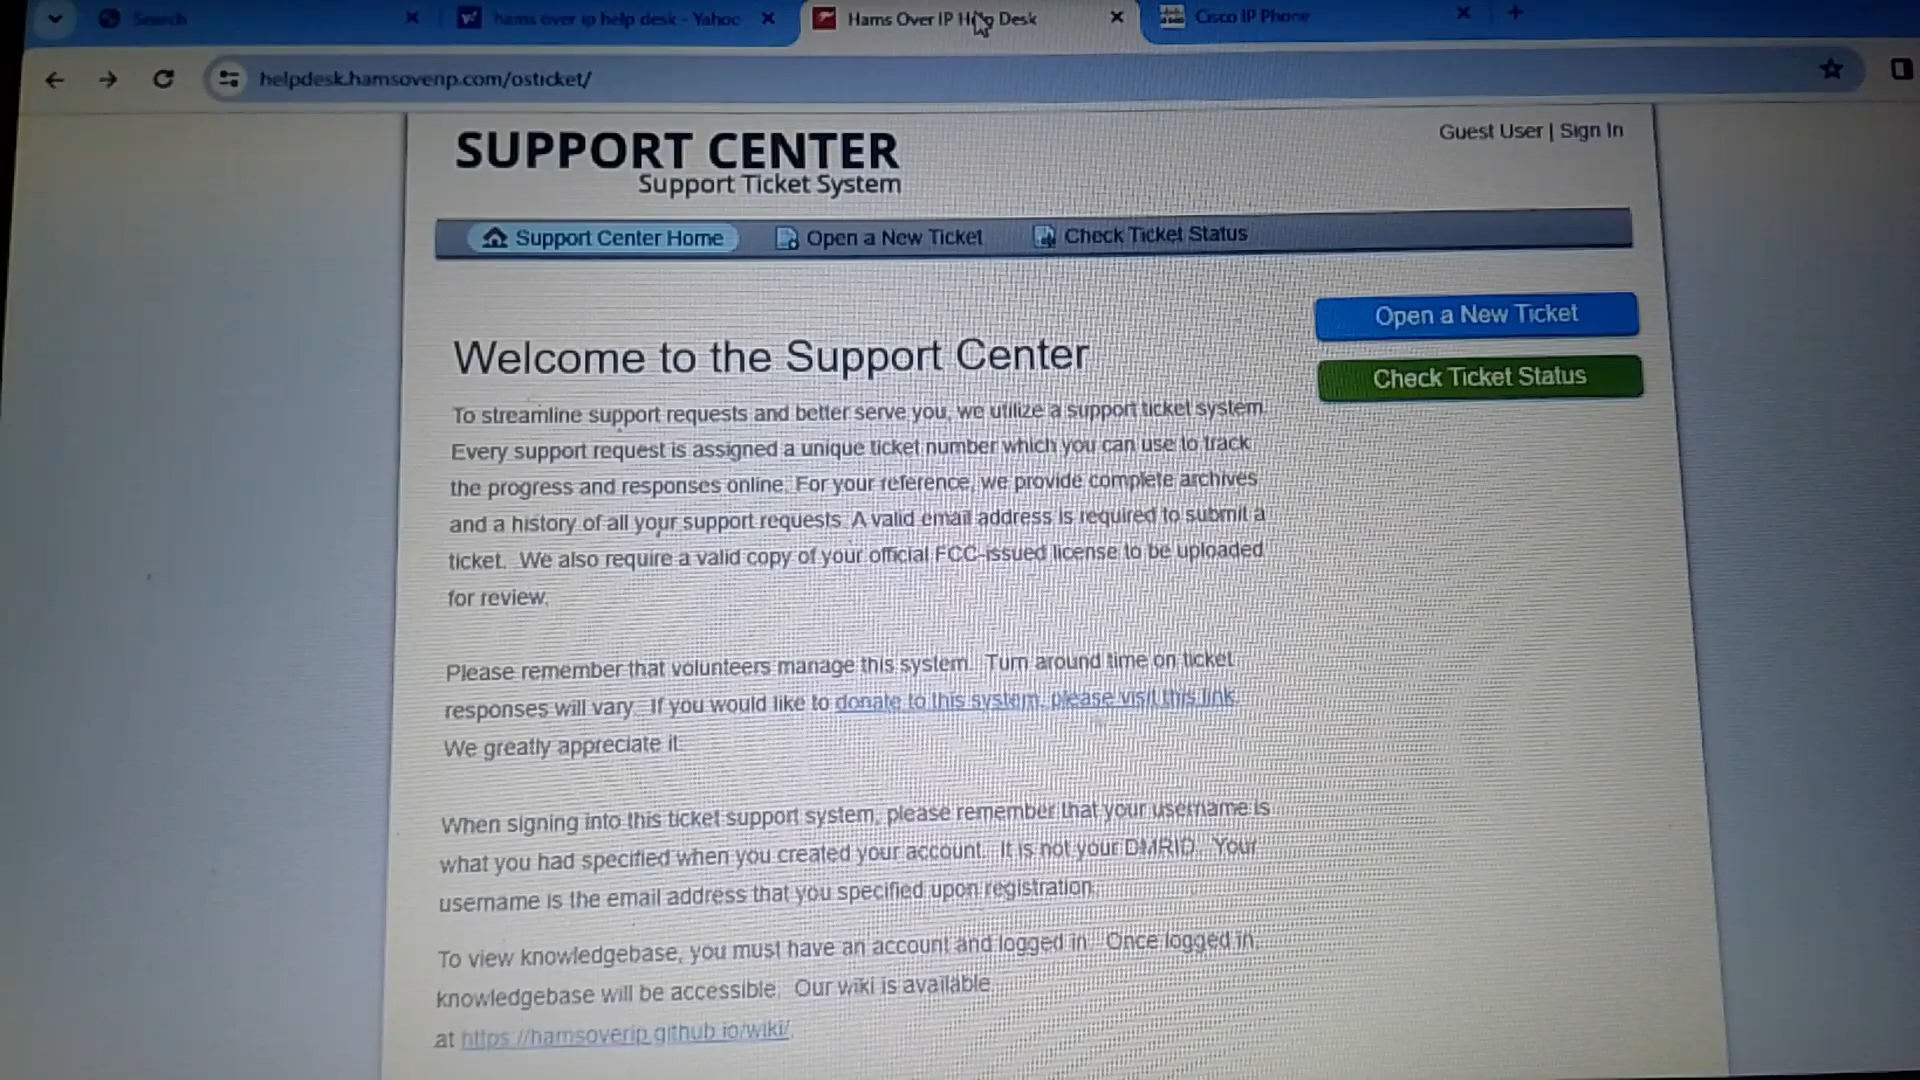 Search
hams over ip help desk - Yahoo
Hams Over IP Help Desk
Cisco IP Phone
helpdesk.hamsoverip.com/osticket/
SUPPORT CENTER
Support Ticket System
Guest User | Sign In
Support Center Home
Open a New Ticket
Check Ticket Status
Open a New Ticket
Check Ticket Status
Welcome to the Support Center
To streamline support requests and better serve you, we utilize a support ticket system.
Every support request is assigned a unique ticket number which you can use to track
the progress and responses online. For your reference, we provide complete archives
and a history of all your support requests. A valid email address is required to submit a
ticket. We also require a valid copy of your official FCC-issued license to be uploaded
for review.
Please remember that volunteers manage this system. Turn around time on ticket
responses will vary. If you would like to donate to this system, please visit this link.
We greatly appreciate it.
When signing into this ticket support system, please remember that your username is
what you had specified when you created your account. It is not your DMRID. Your
username is the email address that you specified upon registration.
To view knowledgebase, you must have an account and logged in. Once logged in,
knowledgebase will be accessible. Our wiki is available
at https://hamsoverip.github.io/wiki/.